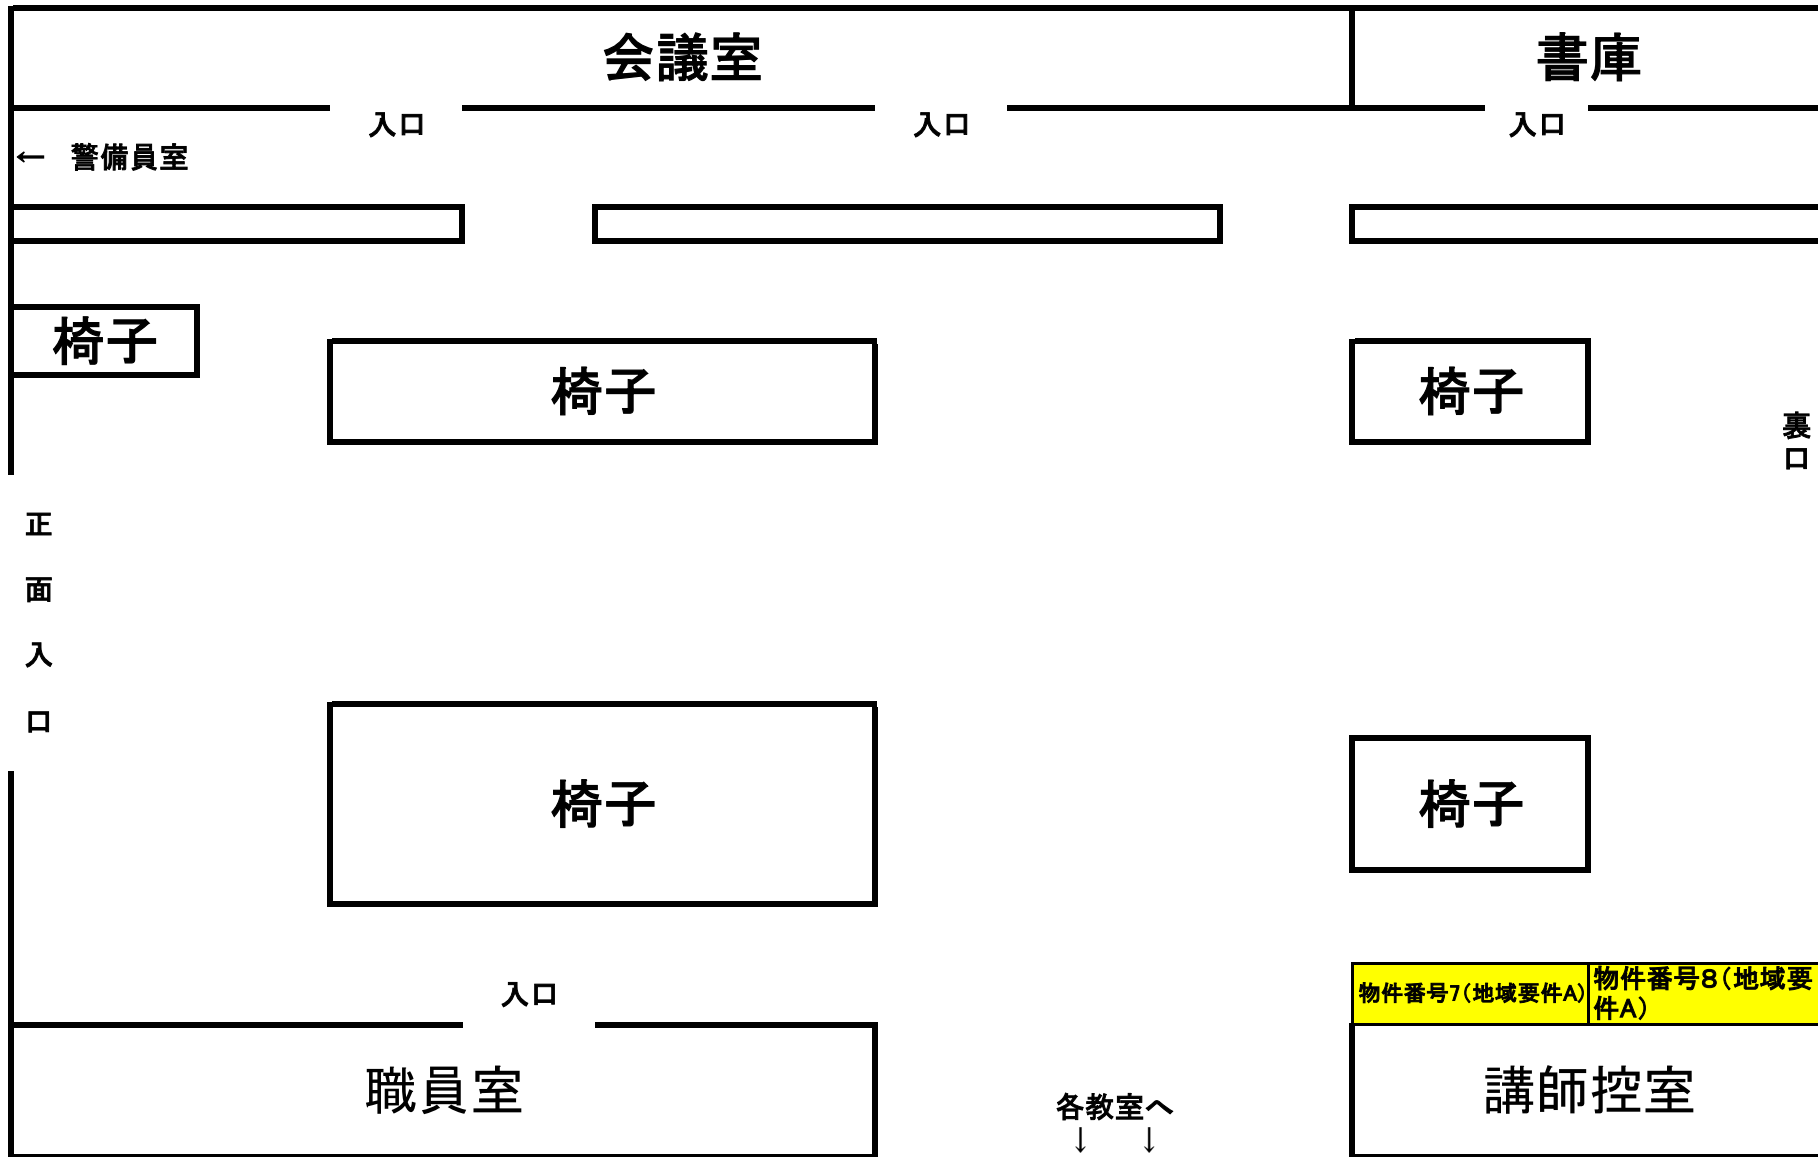 会議室
書庫
入口
入口
入口
← 警備員室
椅子
椅子
椅子
裏
口
正
面
入
口
椅子
椅子
物件番号7(地域要件A)
物件番号８(地域要
件A)
入口
職員室
講師控室
各教室へ
↓ ↓